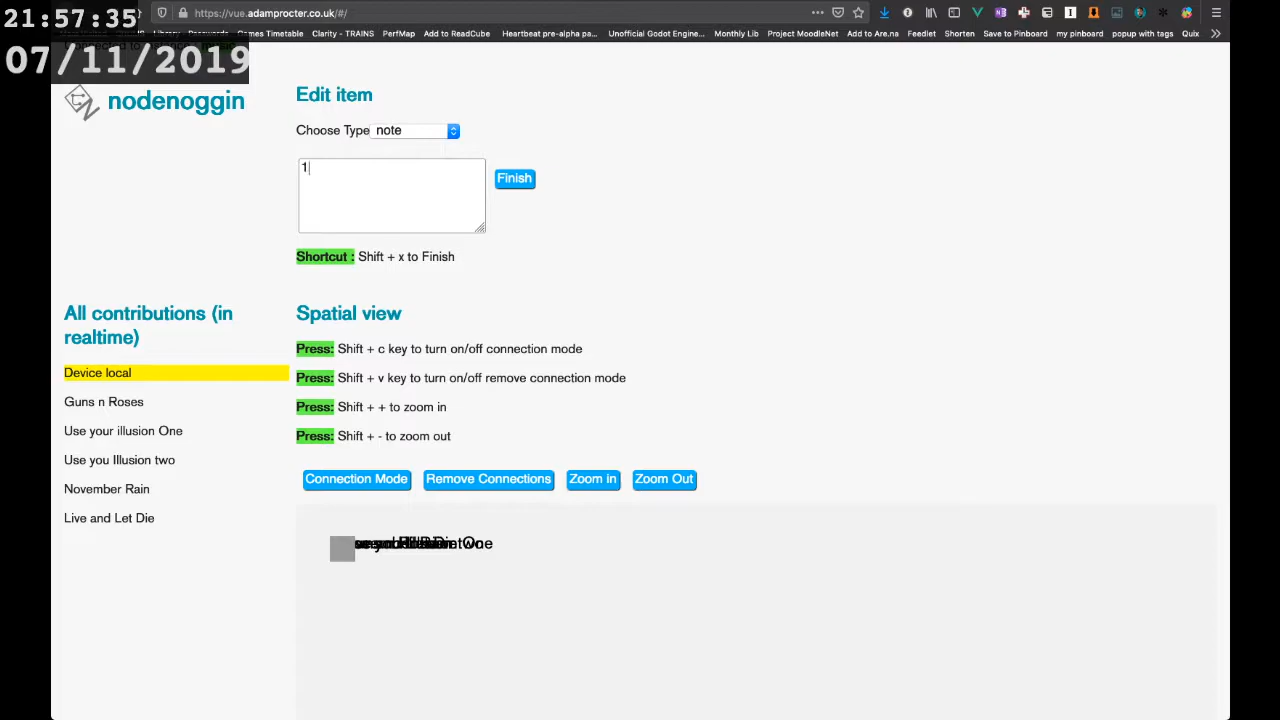 21:57:35
07/11/2019
https://vue.adamprocter.co.uk/#/
Games Timetable
Clarity - TRAINS
PerfMap
Add to ReadCube
Heartbeat pre-alpha pa...
Unofficial Godot Engine...
Monthly Lib
Project MoodleNet
Add to Are.na
Feedlet
Shorten
Save to Pinboard
my pinboard
popup with tags
Quix
nodenoggin
Edit item
Choose Type note
1
Finish
Shortcut : Shift + x to Finish
All contributions (in
realtime)
Device local
Guns n Roses
Use your illusion One
Use you Illusion two
November Rain
Live and Let Die
Spatial view
Press: Shift + c key to turn on/off connection mode
Press: Shift + v key to turn on/off remove connection mode
Press: Shift + + to zoom in
Press: Shift + - to zoom out
Connection Mode
Remove Connections
Zoom In
Zoom Out